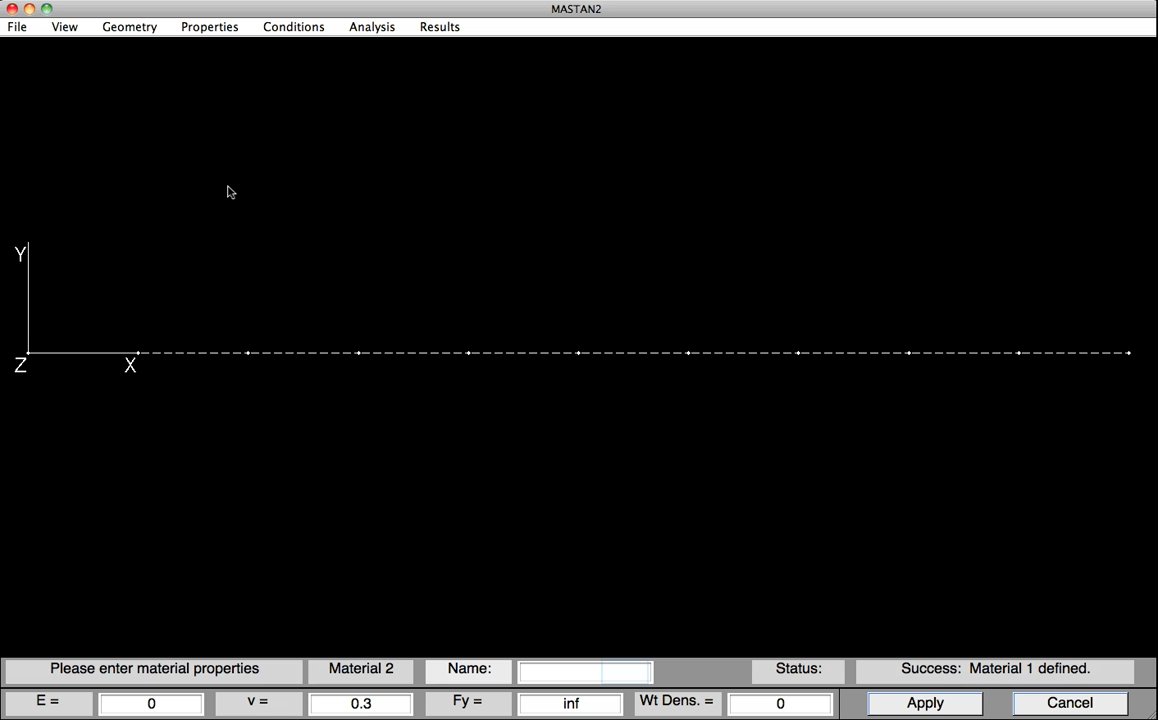 MASTAN2
File View Geometry Properties Conditions Analysis Results
Y
Z X
Please enter material properties Material 2 Name: Status: Success: Material 1 defined.
E = 0 v = 0.3 Fy = inf Wt Dens. = 0 Apply Cancel